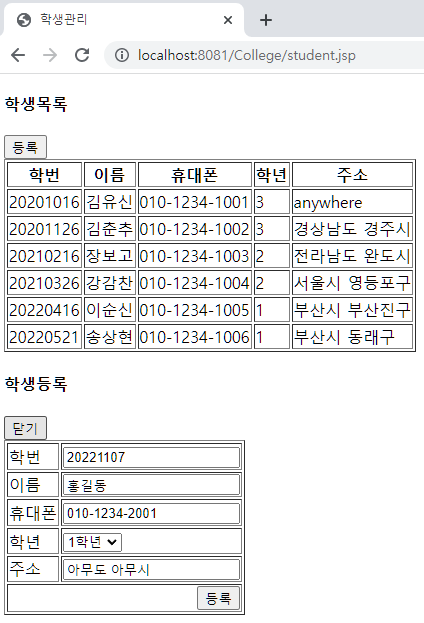 학생관리
localhost:8081/College/student.jsp
학생목록
등록
학번 이름 휴대폰 학년 주소
20201016 김유신 010-1234-1001 3 anywhere
20201126 김춘추 010-1234-1002 3 경상남도 경주시
20210216 장보고 010-1234-1003 2 전라남도 완도시
20210326 강감찬 010-1234-1004 2 서울시 영등포구
20220416 이순신 010-1234-1005 1 부산시 부산진구
20220521 송상현 010-1234-1006 1 부산시 동래구
학생등록
닫기
학번 20221107
이름 홍길동
휴대폰 010-1234-2001
학년 1학년
주소 아무도 아무시
등록